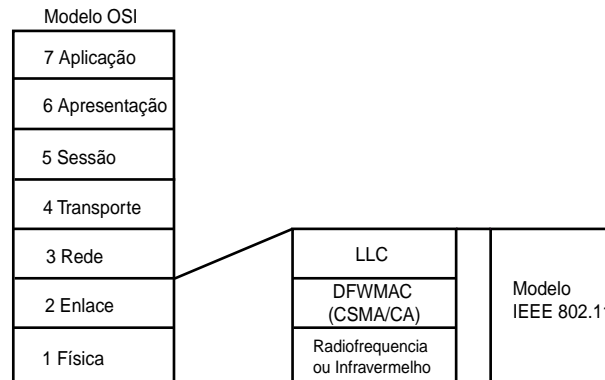 Modelo OSI
7 Aplicação
6 Apresentação
5 Sessão
4 Transporte
3 Rede
2 Enlace
1 Física
LLC
DFWMAC
(CSMA/CA)
Radiofrequencia
ou Infravermelho
Modelo
IEEE 802.11